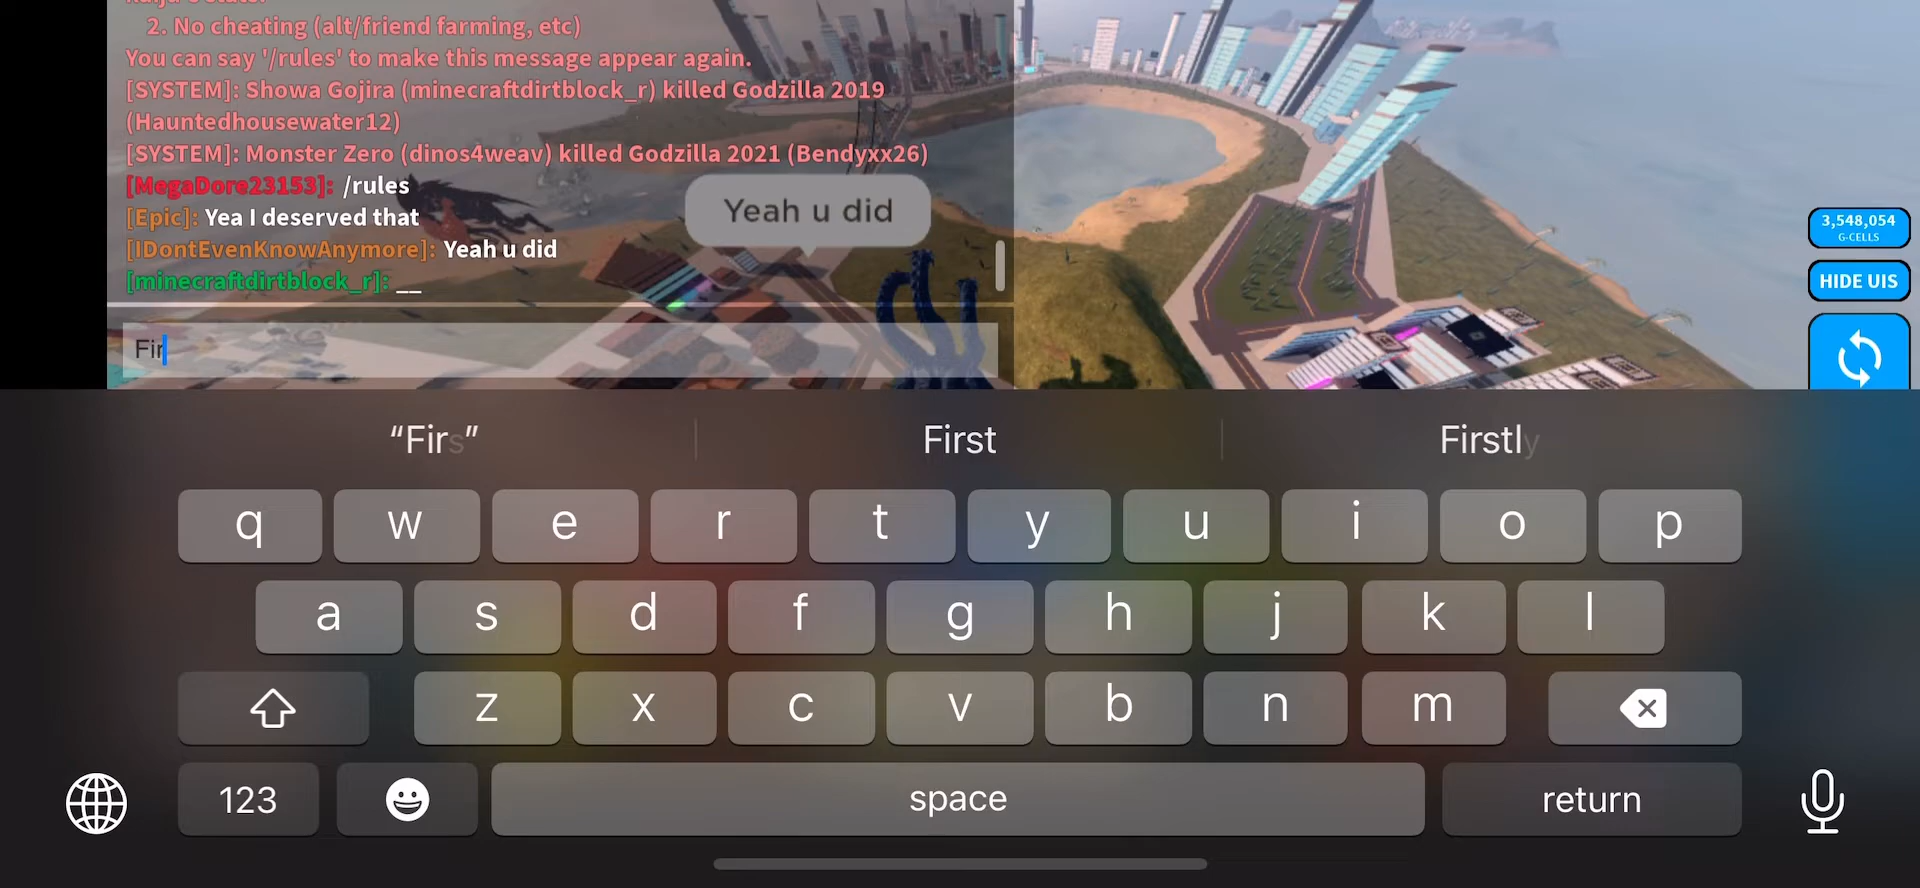 2. No cheating (alt/friend farming, etc)
You can say '/rules' to make this message appear again.
[SYSTEM]: Showa Gojira (minecraftdirtblock_r) killed Godzilla 2019
(Hauntedhousewater12)
[SYSTEM]: Monster Zero (dinos4weav) killed Godzilla 2021 (Bendyxx26)
[MegaDore23153]: /rules
[Epic]: Yea I deserved that
[IDontEvenKnowAnymore]: Yeah u did
[minecraftdirtblock_r]: __
Yeah u did
Fir
3,548,054
G-CELLS
HIDE UIS
“Firs” First Firstly
q w e r t y u i o p
a s d f g h j k l
z x c v b n m
123 space return